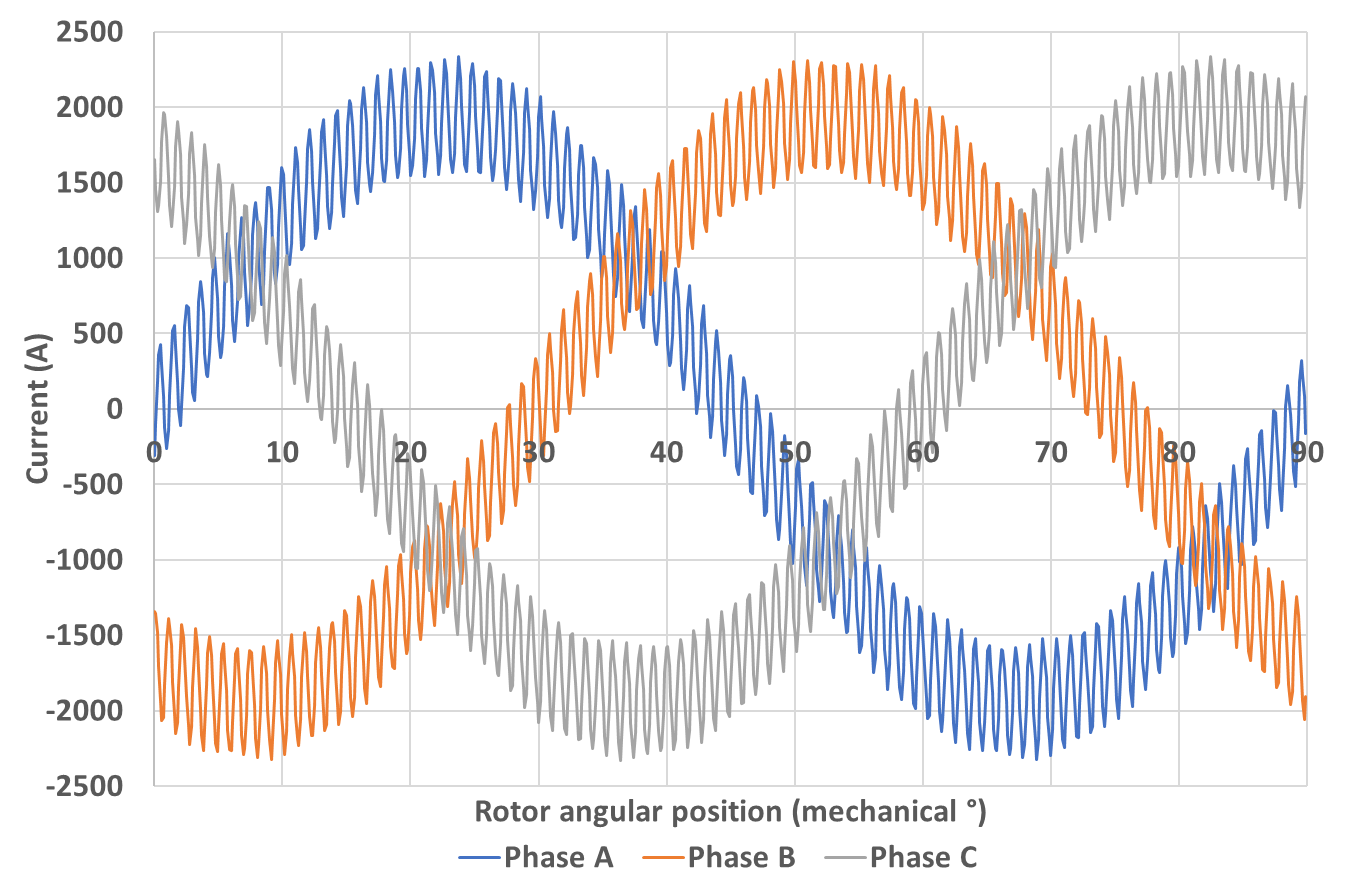 2500
2000
1500
1000
500
0
-500
-1000
-1500
-2000
-2500
Current (A)
0 10 20 30 40 50 60 70 80 90
Rotor angular position (mechanical °)
Phase A Phase B Phase C